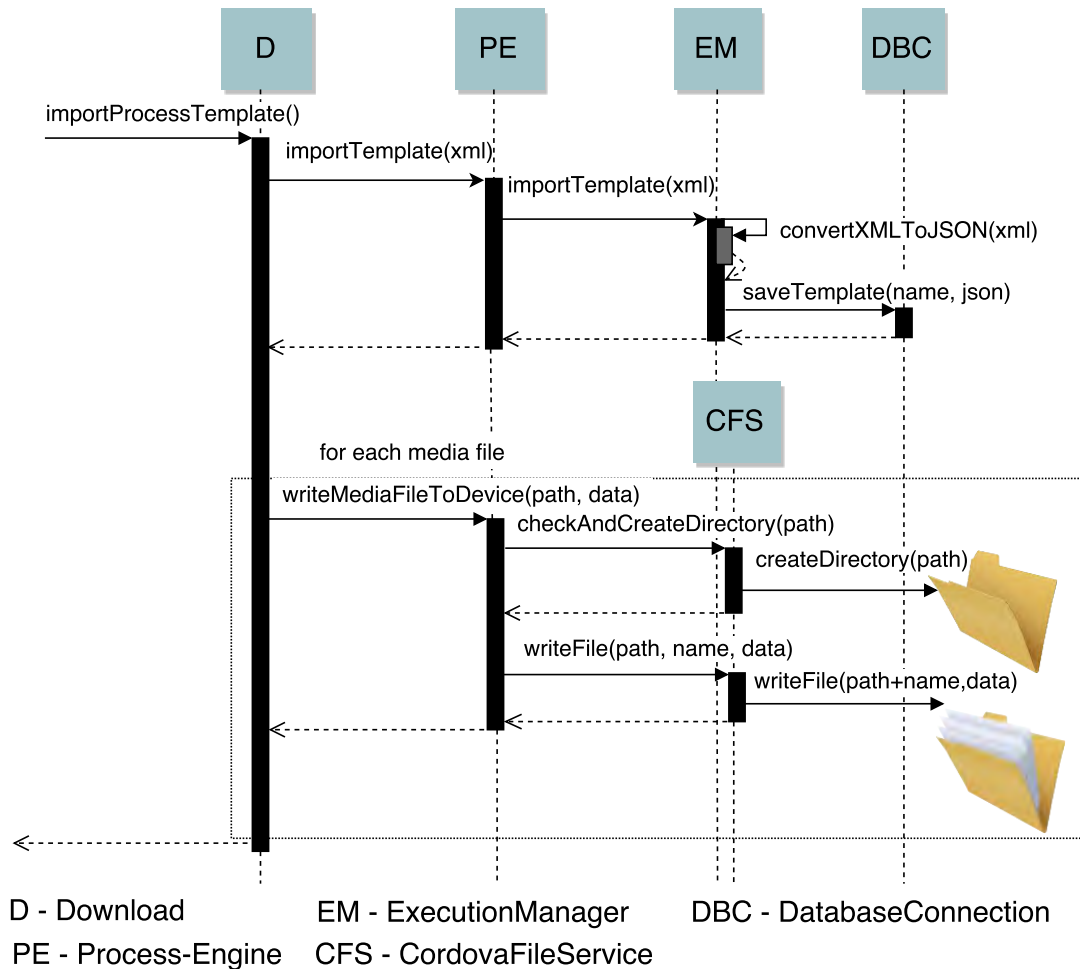 D
PE
EM
DBC
importProcessTemplate()
importTemplate(xml)
importTemplate(xml)
convertXMLToJSON(xml)
saveTemplate(name, json)
CFS
for each media file
writeMediaFileToDevice(path, data)
checkAndCreateDirectory(path)
createDirectory(path)
writeFile(path, name, data)
writeFile(path+name,data)
D - Download
EM - ExecutionManager
DBC - DatabaseConnection
PE - Process-Engine
CFS - CordovaFileService